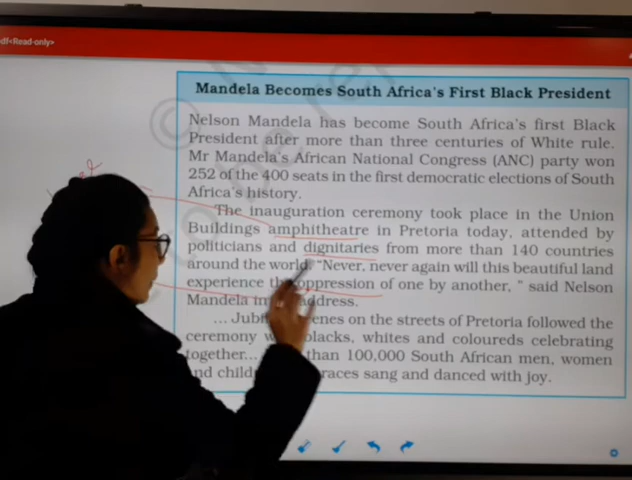 df<Read-only>
Mandela Becomes South Africa's First Black President
Nelson Mandela has become South Africa's first Black
President after more than three centuries of White rule.
Mr Mandela's African National Congress (ANC) party won
252 of the 400 seats in the first democratic elections of South
Africa's history.
The inauguration ceremony took place in the Union
Buildings amphitheatre in Pretoria today, attended by
politicians and dignitaries from more than 140 countries
around the world. “Never, never again will this beautiful land
experience the oppression of one by another, ” said Nelson
Mandela in address.
... Jubi enes on the streets of Pretoria followed the
ceremony w blacks, whites and coloureds celebrating
together... than 100,000 South African men, women
nd child races sang and danced with joy.